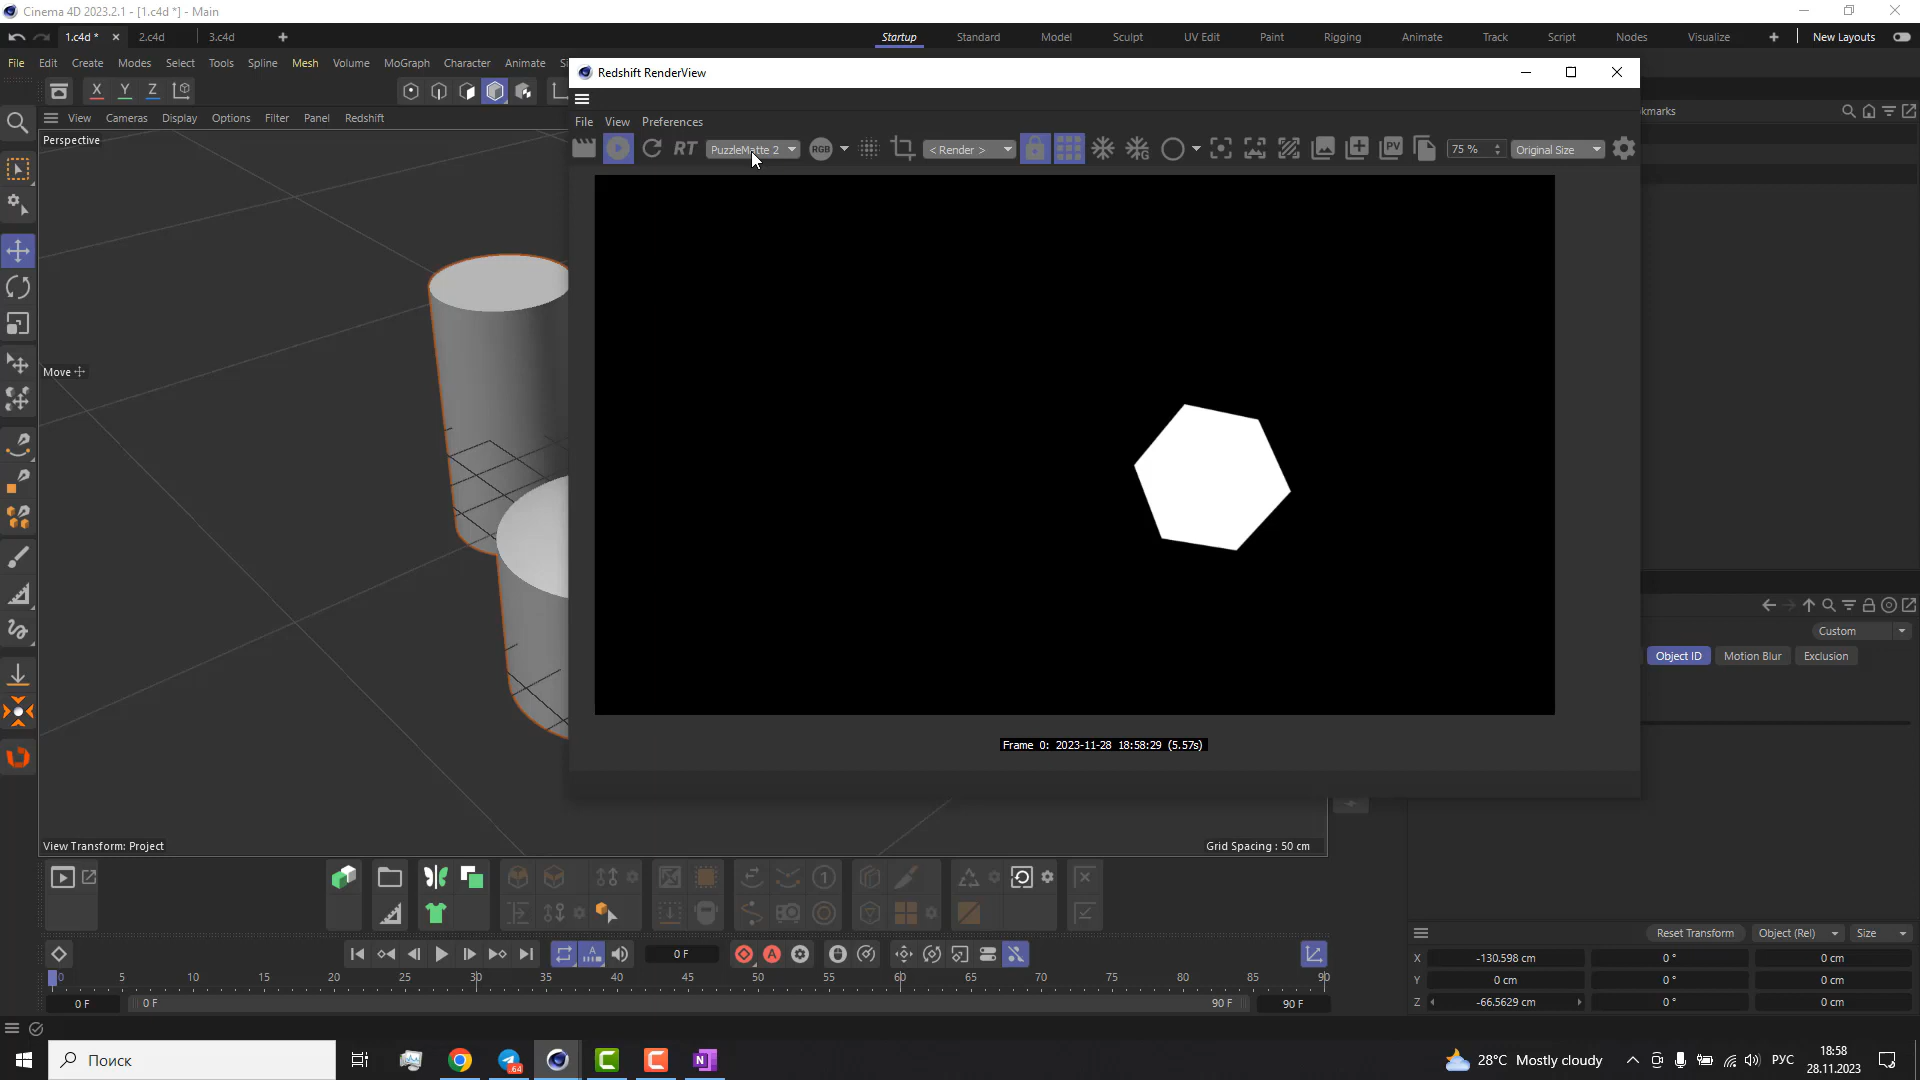 Cinema 4D 2023.2.1 - [1.c4d *] - Main
1.c4d *
2.c4d
3.c4d
Startup
Standard
Model
Sculpt
UV Edit
Paint
Rigging
Animate
Track
Script
Nodes
Visualize
New Layouts
File
Edit
Create
Modes
Select
Tools
Spline
Mesh
Volume
MoGraph
Character
Animate
Redshift RenderView
X
Y
Z
View
Cameras
Display
Options
Filter
Panel
Redshift
File
View
Preferences
RT
PuzzleMatte 2
RGB
< Render >
PV
75 %
Original Size
Perspective
Move
Frame 0: 2023-11-28 18:58:29 (5.57s)
Custom
Object ID
Motion Blur
Exclusion
View Transform: Project
Grid Spacing : 50 cm
Reset Transform
Object (Rel)
Size
0 F
X
-130.598 cm
0 °
0 cm
Y
0 cm
0 °
0 cm
Z
-66.5629 cm
0 °
0 cm
0
5
10
15
20
25
30
35
40
45
50
55
60
65
70
75
80
85
90
0 F
0 F
90 F
90 F
Поиск
64
28°C Mostly cloudy
РУС
18:58
28.11.2023